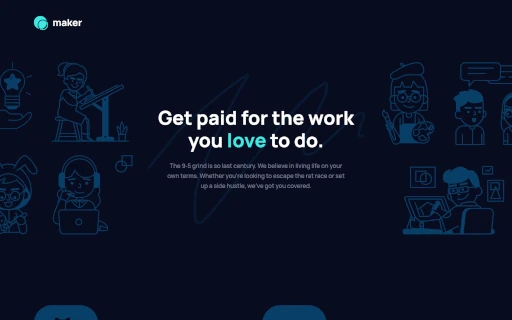 maker
Get paid for the work
you love to do.
The 9-5 grind is so last century. We believe in living life on your
own terms. Whether you're looking to escape the rat race or set
up a side hustle, we've got you covered.